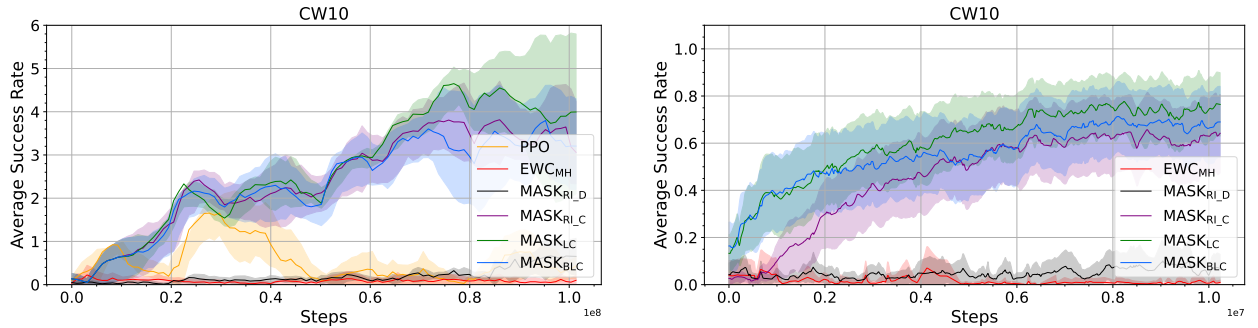 CW10
6
5
4
3
2
1
0
Average Success Rate
PPO
EWC_MH
MASK_RI_D
MASK_RI_C
MASK_LC
MASK_BLC
0.0 0.2 0.4 0.6 0.8 1.0
1e8
Steps
CW10
1.0
0.8
0.6
0.4
0.2
0.0
Average Success Rate
EWC_MH
MASK_RI_D
MASK_RI_C
MASK_LC
MASK_BLC
0.0 0.2 0.4 0.6 0.8 1.0
1e7
Steps